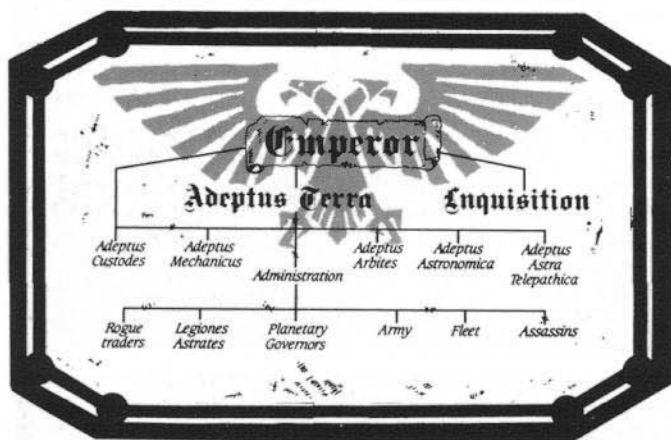 Emperor
Adeptus Terra
Inquisition
Adeptus
Custodes
Adeptus
Mechanicus
Administration
Adeptus
Arbites
Adeptus
Astronomica
Adeptus
Astra
Telepathica
Rogue
traders
Legiones
Astrates
Planetary
Governors
Army
Fleet
Assassins